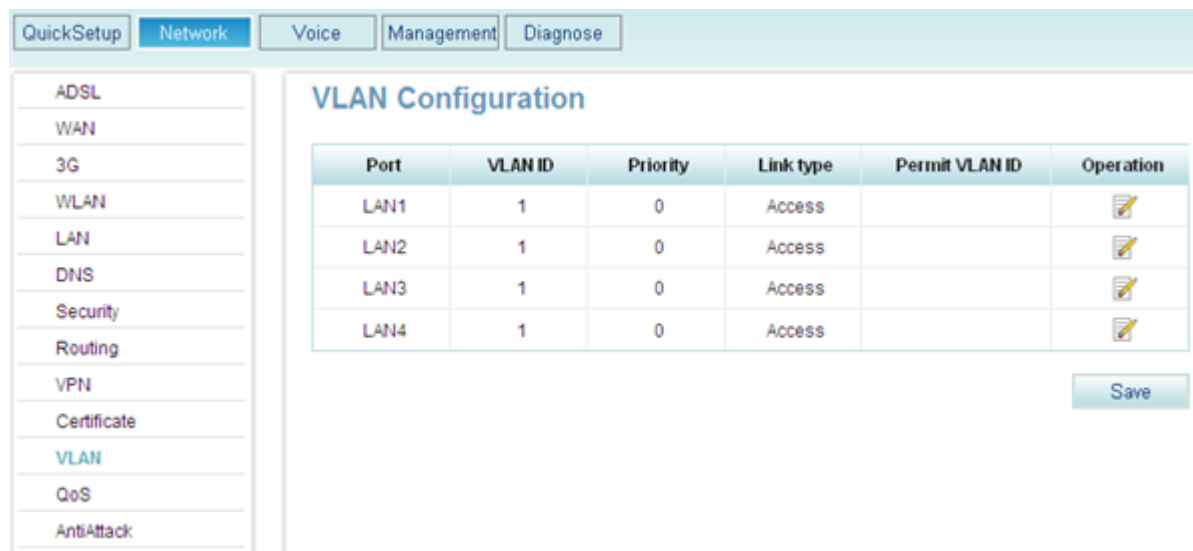 QuickSetup Network Voice Management Diagnose
ADSL
WAN
3G
WLAN
LAN
DNS
Security
Routing
VPN
Certificate
VLAN
QoS
AntiAttack
VLAN Configuration
Port VLAN ID Priority Link type Permit VLAN ID Operation
LAN1 1 0 Access
LAN2 1 0 Access
LAN3 1 0 Access
LAN4 1 0 Access
Save